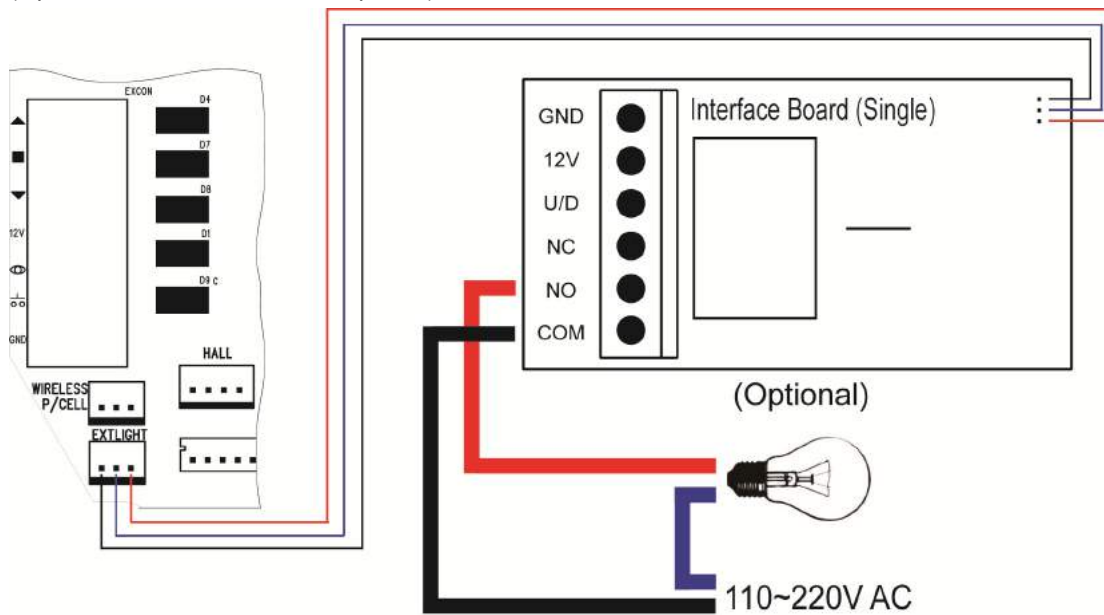 EXCON
D4
D7
D8
D1
D9 C
12V
GND
HALL
WIRELESS
P/CELL
EXTLIGHT
Interface Board (Single)
GND
12V
U/D
NC
NO
COM
(Optional)
110~220V AC